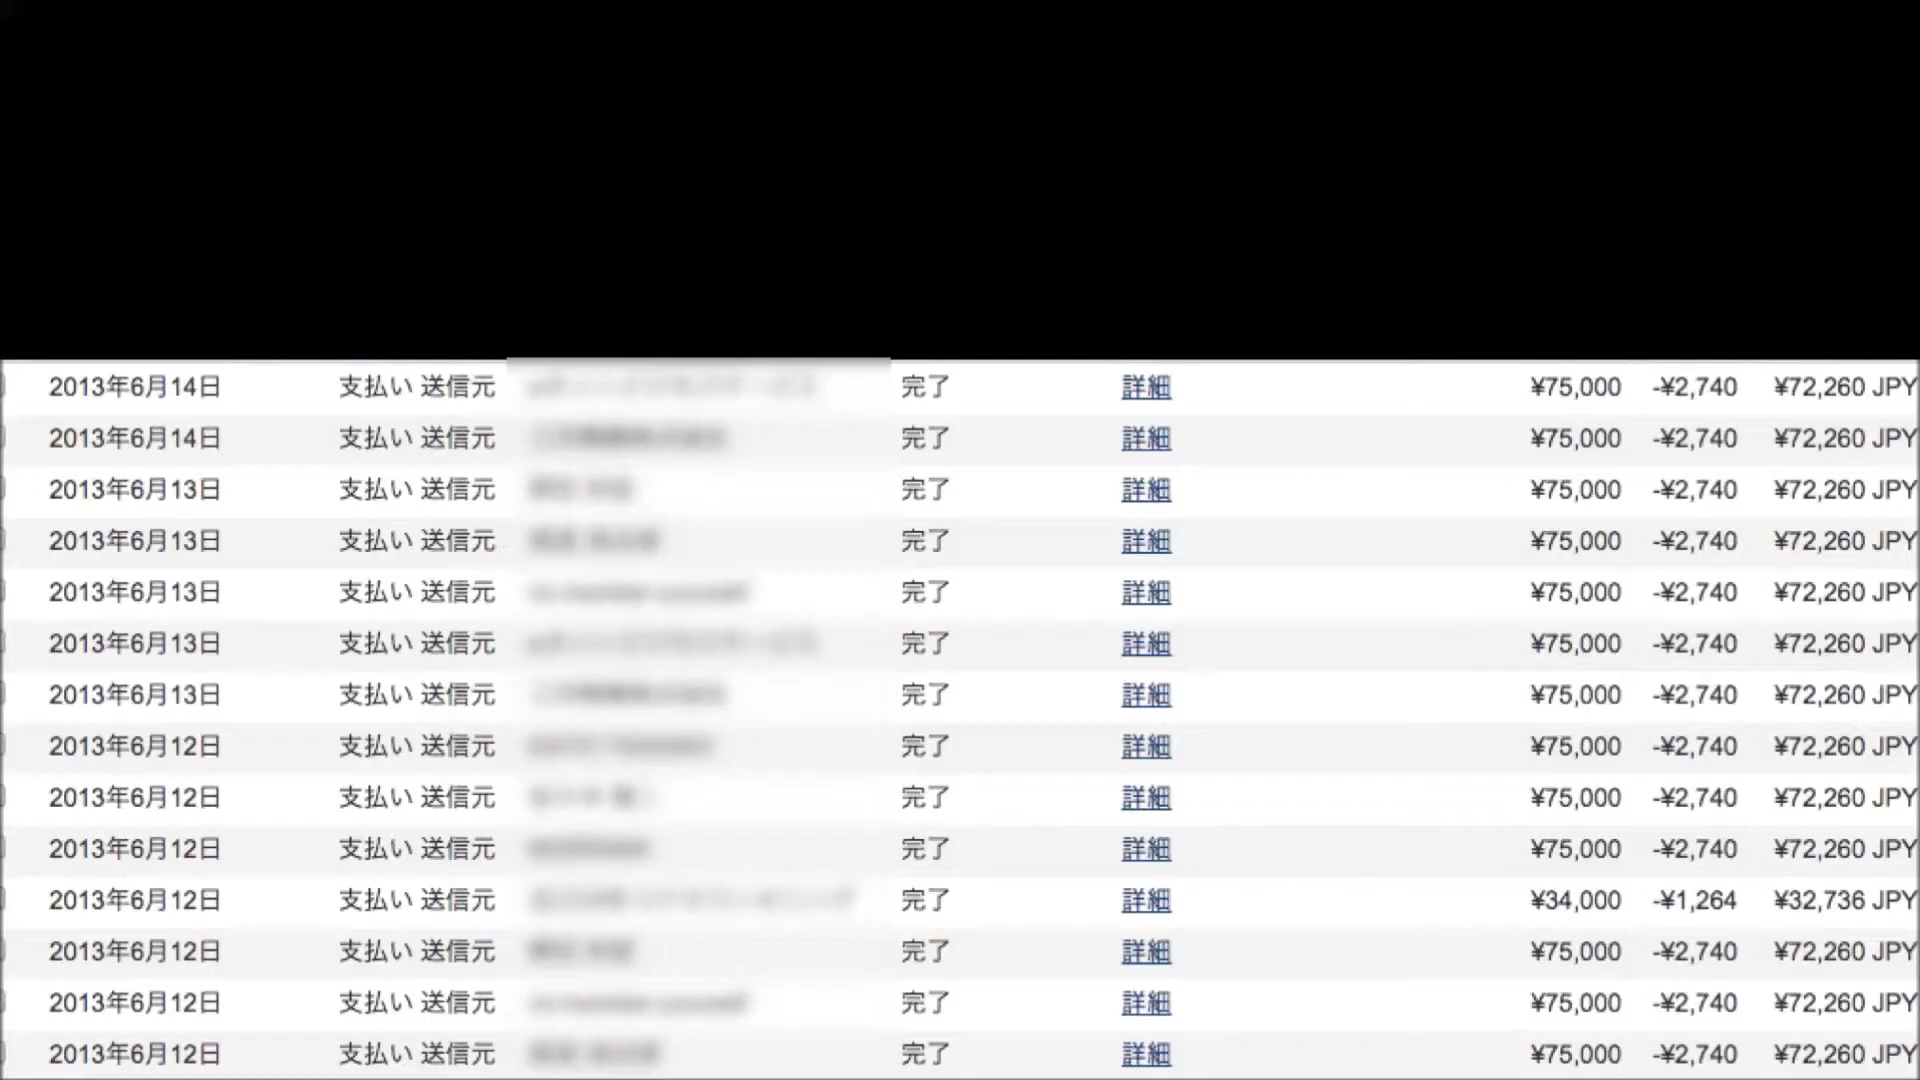 2013年6月14日 支払い 送信元 完了 詳細 ¥75,000 -¥2,740 ¥72,260 JPY
2013年6月14日 支払い 送信元 完了 詳細 ¥75,000 -¥2,740 ¥72,260 JPY
2013年6月13日 支払い 送信元 完了 詳細 ¥75,000 -¥2,740 ¥72,260 JPY
2013年6月13日 支払い 送信元 完了 詳細 ¥75,000 -¥2,740 ¥72,260 JPY
2013年6月13日 支払い 送信元 完了 詳細 ¥75,000 -¥2,740 ¥72,260 JPY
2013年6月13日 支払い 送信元 完了 詳細 ¥75,000 -¥2,740 ¥72,260 JPY
2013年6月13日 支払い 送信元 完了 詳細 ¥75,000 -¥2,740 ¥72,260 JPY
2013年6月12日 支払い 送信元 完了 詳細 ¥75,000 -¥2,740 ¥72,260 JPY
2013年6月12日 支払い 送信元 完了 詳細 ¥75,000 -¥2,740 ¥72,260 JPY
2013年6月12日 支払い 送信元 完了 詳細 ¥75,000 -¥2,740 ¥72,260 JPY
2013年6月12日 支払い 送信元 完了 詳細 ¥34,000 -¥1,264 ¥32,736 JPY
2013年6月12日 支払い 送信元 完了 詳細 ¥75,000 -¥2,740 ¥72,260 JPY
2013年6月12日 支払い 送信元 完了 詳細 ¥75,000 -¥2,740 ¥72,260 JPY
2013年6月12日 支払い 送信元 完了 詳細 ¥75,000 -¥2,740 ¥72,260 JPY